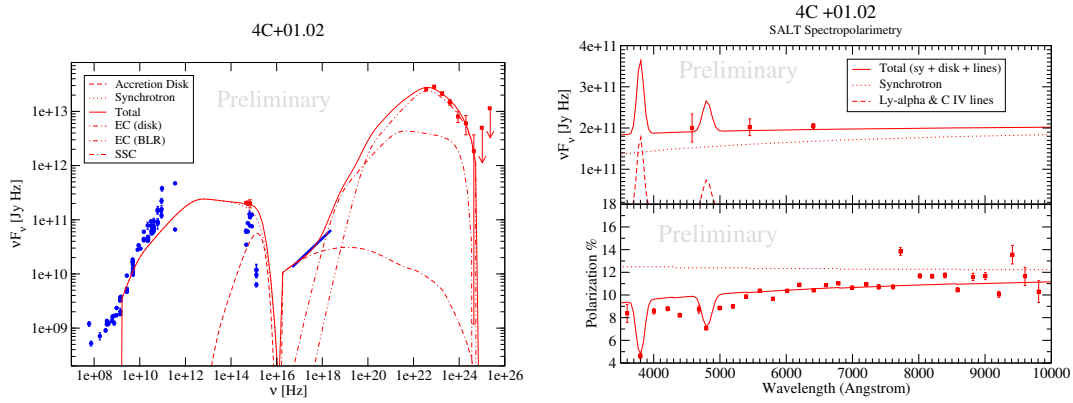 4C+01.02
Preliminary
Accretion Disk
Synchrotron
Total
EC (disk)
EC (BLR)
SSC
1e+13
1e+12
1e+11
1e+10
1e+09
νFν [Jy Hz]
1e+08 1e+10 1e+12 1e+14 1e+16 1e+18 1e+20 1e+22 1e+24 1e+26
ν [Hz]
4C +01.02
SALT Spectropolarimetry
Preliminary
Total (sy + disk + lines)
Synchrotron
Ly-alpha & C IV lines
4e+11
3e+11
2e+11
1e+11
νFν [Jy Hz]
18
16
14
12
10
8
6
4
Polarization %
Preliminary
4000 5000 6000 7000 8000 9000 10000
Wavelength (Angstrom)